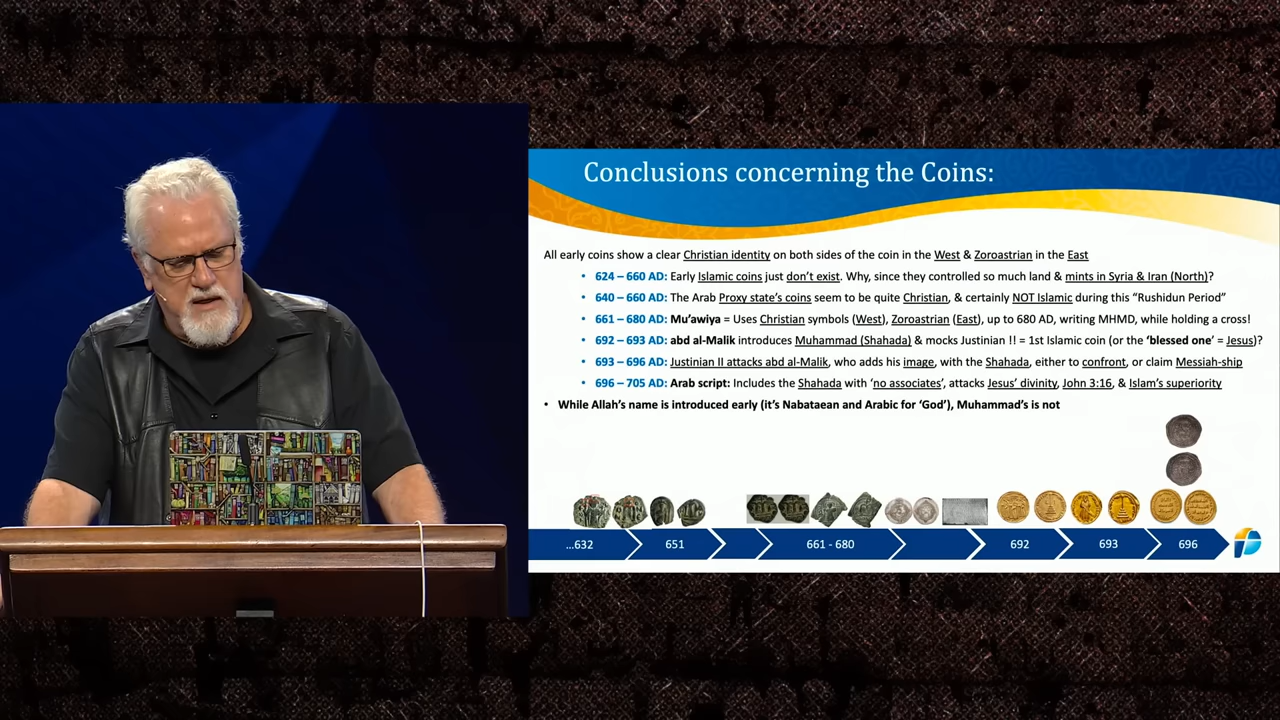 Conclusions concerning the Coins:
All early coins show a clear Christian identity on both sides of the coin in the West & Zoroastrian in the East
• 624 – 660 AD: Early Islamic coins just don't exist. Why, since they controlled so much land & mints in Syria & Iran (North)?
• 640 – 660 AD: The Arab Proxy state's coins seem to be quite Christian, & certainly NOT Islamic during this "Rushidun Period"
• 661 – 680 AD: Mu'awiya = Uses Christian symbols (West), Zoroastrian (East), up to 680 AD, writing MHMD, while holding a cross!
• 692 – 693 AD: abd al-Malik introduces Muhammad (Shahada) & mocks Justinian !! = 1st Islamic coin (or the 'blessed one' = Jesus)?
• 693 – 696 AD: Justinian II attacks abd al-Malik, who adds his image, with the Shahada, either to confront, or claim Messiah-ship
• 696 – 705 AD: Arab script: Includes the Shahada with 'no associates', attacks Jesus' divinity, John 3:16, & Islam's superiority
• While Allah's name is introduced early (it's Nabataean and Arabic for 'God'), Muhammad's is not
...632 651 661 - 680 692 693 696